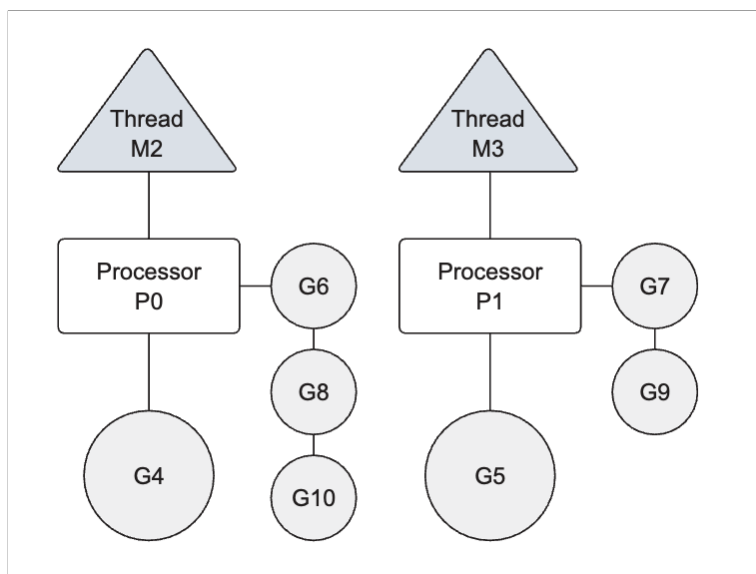 Thread
M2
Thread
M3
Processor
P0
G6
Processor
P1
G7
G8
G9
G4
G10
G5